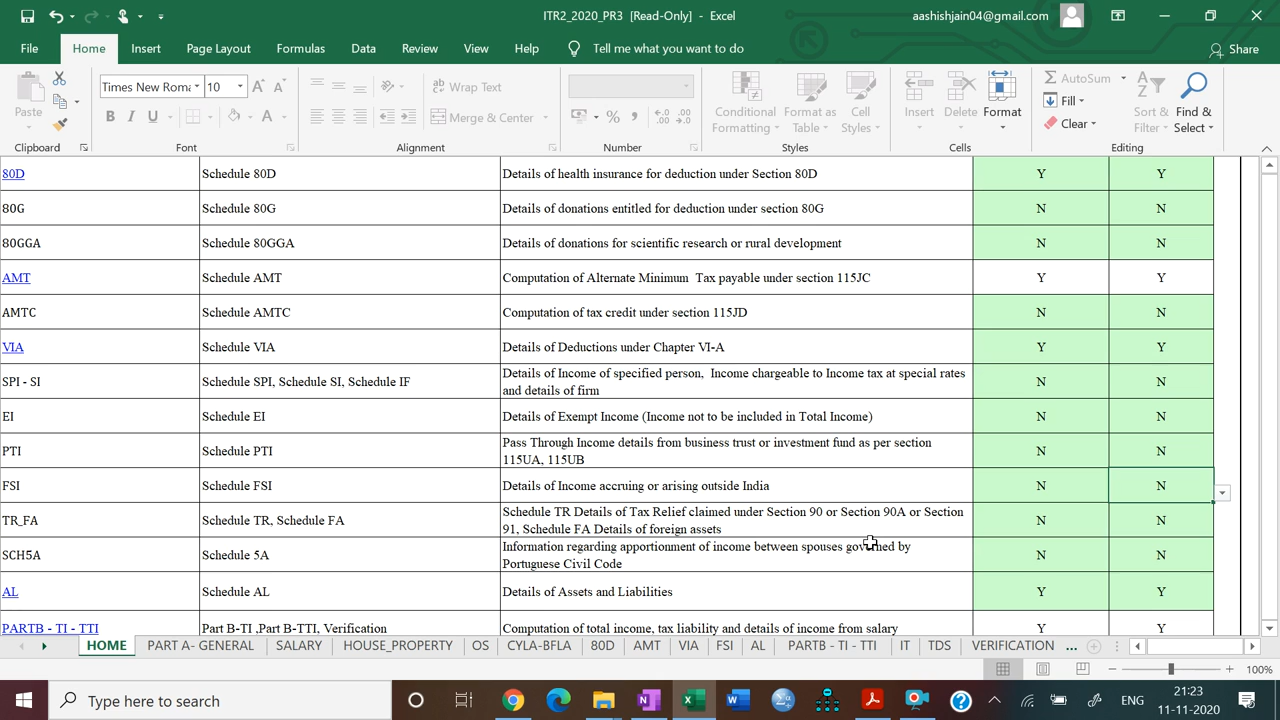 ITR2_2020_PR3 [Read-Only] - Excel
aashishjain04@gmail.com
File Home Insert Page Layout Formulas Data Review View Help Tell me what you want to do Share
Times New Roma 10
Wrap Text
Paste
B I U
Merge & Center
Conditional Formatting
Format as Table
Cell Styles
Insert
Delete
Format
AutoSum
Fill
Clear
Sort & Filter
Find & Select
Clipboard Font Alignment Number Styles Cells Editing
80D Schedule 80D Details of health insurance for deduction under Section 80D Y Y
80G Schedule 80G Details of donations entitled for deduction under section 80G N N
80GGA Schedule 80GGA Details of donations for scientific research or rural development N N
AMT Schedule AMT Computation of Alternate Minimum Tax payable under section 115JC Y Y
AMTC Schedule AMTC Computation of tax credit under section 115JD N N
VIA Schedule VIA Details of Deductions under Chapter VI-A Y Y
SPI - SI Schedule SPI, Schedule SI, Schedule IF Details of Income of specified person, Income chargeable to Income tax at special rates
and details of firm N N
EI Schedule EI Details of Exempt Income (Income not to be included in Total Income) N N
PTI Schedule PTI Pass Through Income details from business trust or investment fund as per section
115UA, 115UB N N
FSI Schedule FSI Details of Income accruing or arising outside India N N
TR_FA Schedule TR, Schedule FA Schedule TR Details of Tax Relief claimed under Section 90 or Section 90A or Section
91, Schedule FA Details of foreign assets N N
SCH5A Schedule 5A Information regarding apportionment of income between spouses governed by
Portuguese Civil Code N N
AL Schedule AL Details of Assets and Liabilities Y Y
PARTB - TI - TTI Part B-TI ,Part B-TTI, Verification Computation of total income, tax liability and details of income from salary Y Y
HOME PART A- GENERAL SALARY HOUSE_PROPERTY OS CYLA-BFLA 80D AMT VIA FSI AL PARTB - TI - TTI IT TDS VERIFICATION ...
100%
Type here to search
ENG
21:23
11-11-2020